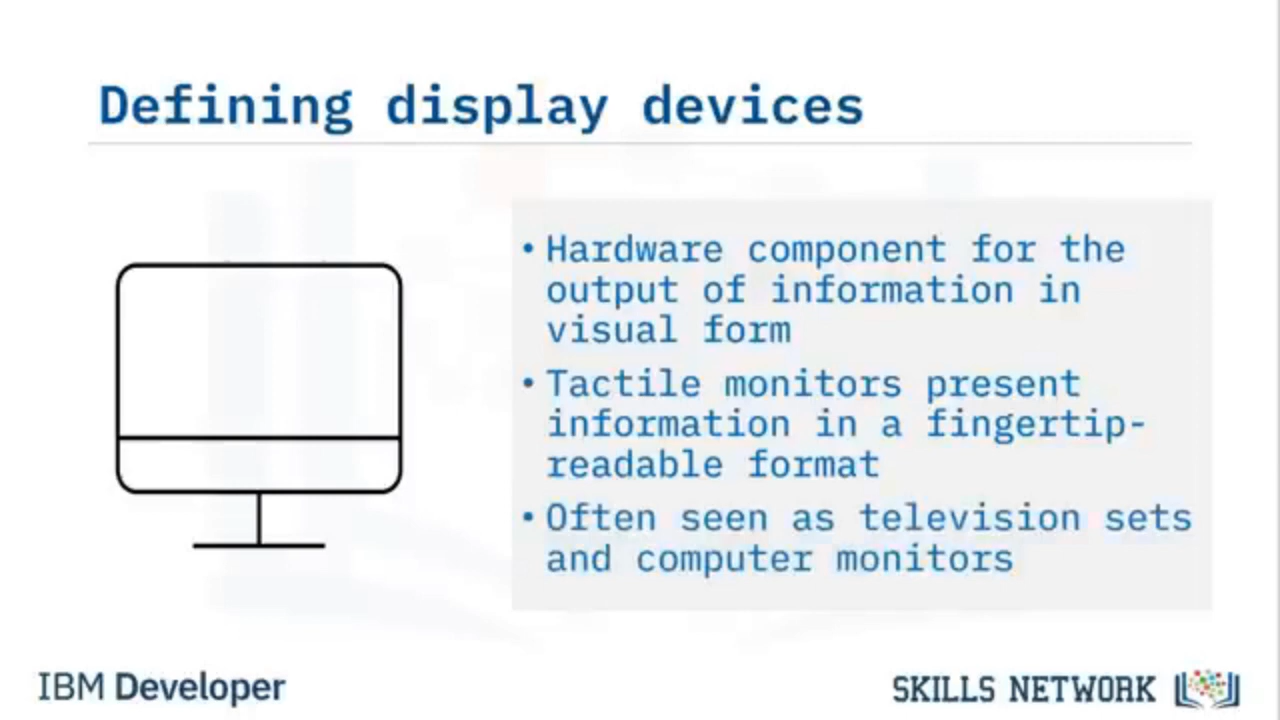 Defining display devices
• Hardware component for the
output of information in
visual form
• Tactile monitors present
information in a fingertip-
readable format
• Often seen as television sets
and computer monitors
IBM Developer
SKILLS NETWORK